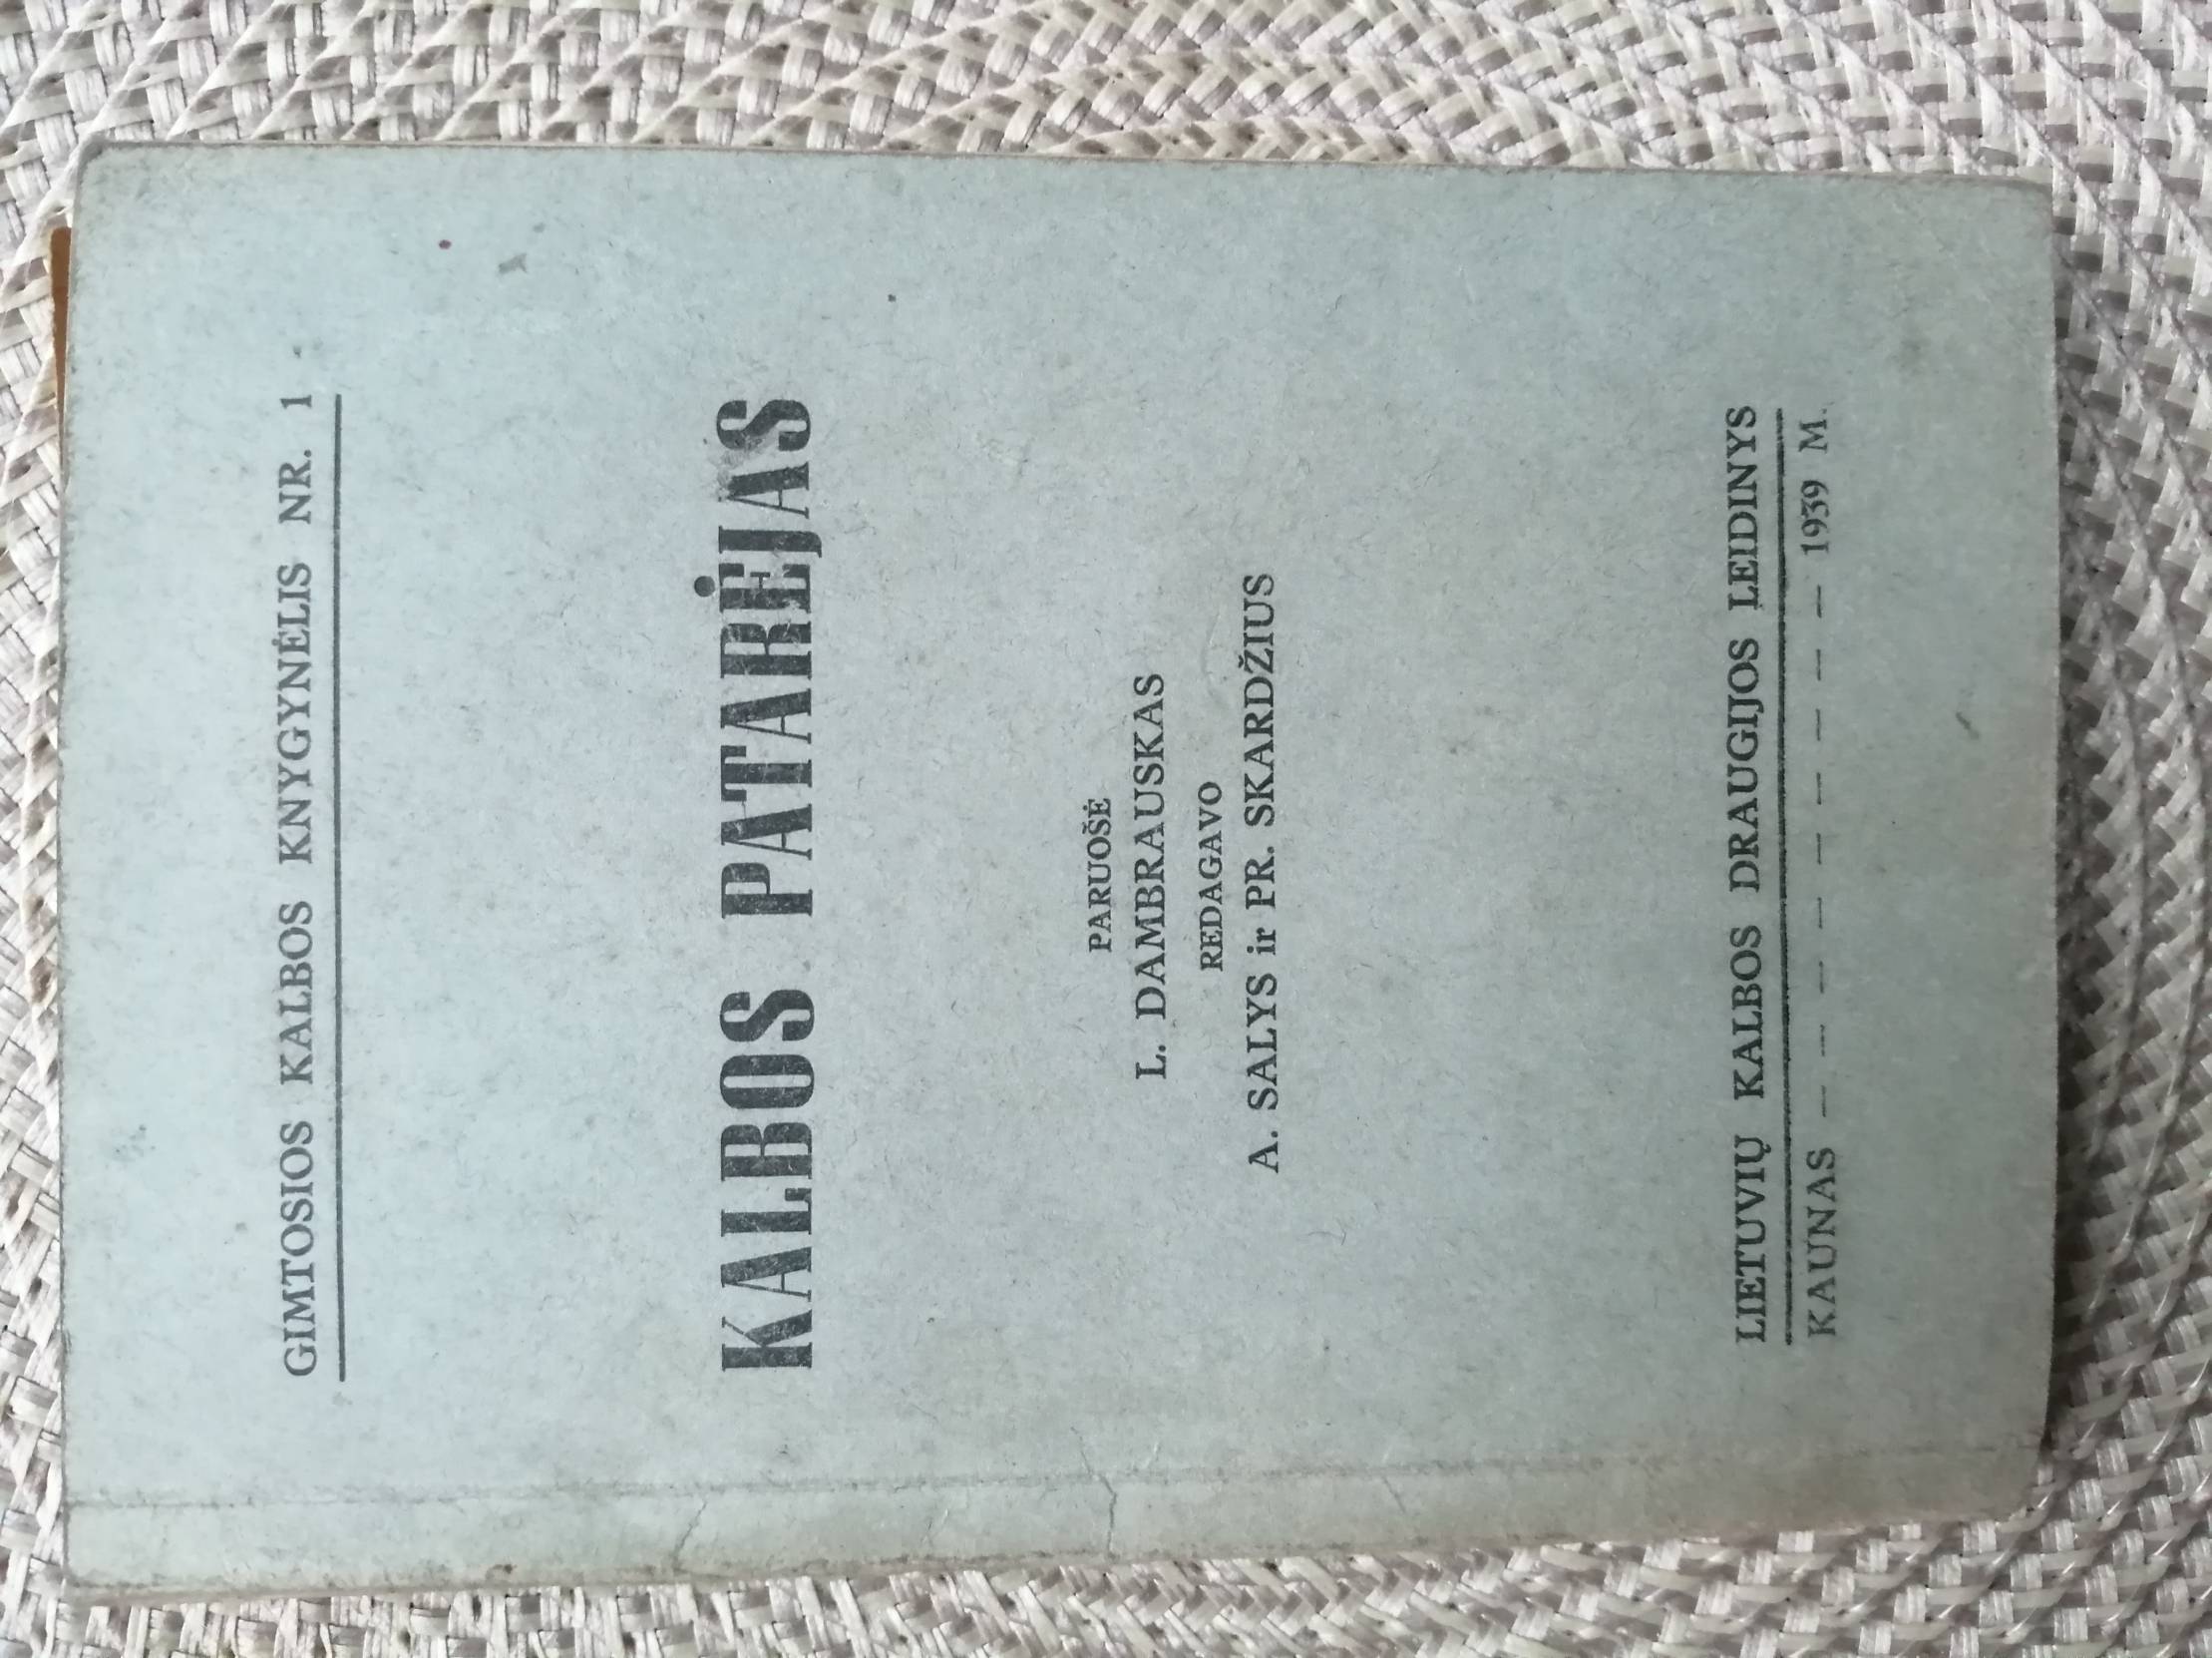 GIMTOSIOS KALBOS KNYGYNĖLIS NR. 1
KALBOS PATARĖJAS
PARUOŠĖ
L. DAMBRAUSKAS
REDAGAVO
A. SALYS ir PR. SKARDŽIUS
LIETUVIŲ KALBOS DRAUGIJOS LEIDINYS
KAUNAS — — — — — — — — — 1939 M.